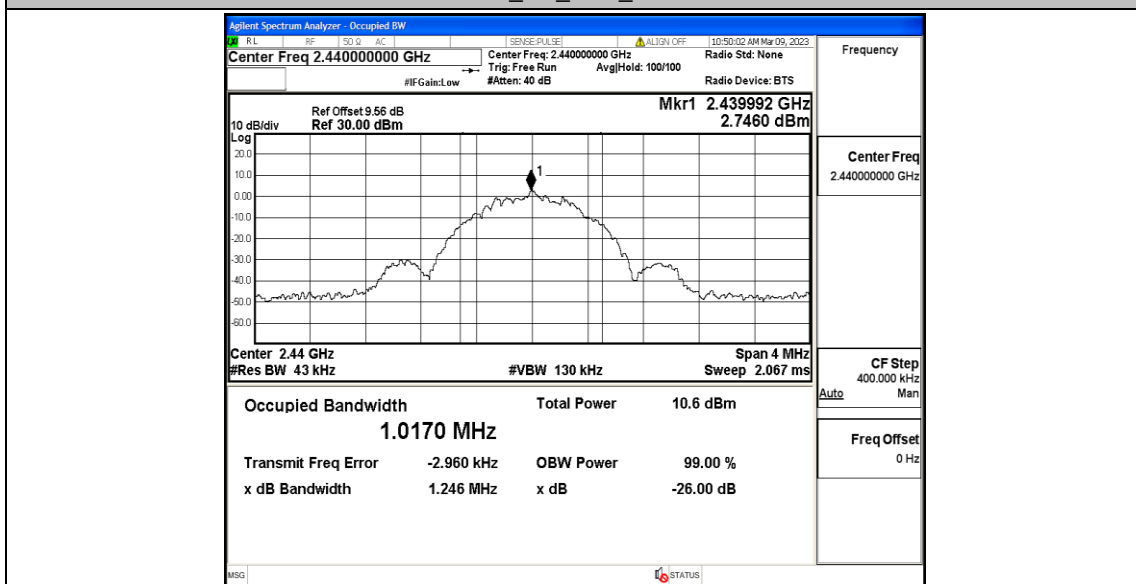 Agilent Spectrum Analyzer - Occupied BW
RL RF 50 Ω AC SENSE:PULSE ALIGN OFF 10:50:02 AM Mar 09, 2023
Center Freq 2.440000000 GHz
Center Freq: 2.440000000 GHz Radio Std: None
Trig: Free Run Avg|Hold: 100/100
#IFGain:Low #Atten: 40 dB Radio Device: BTS
Mkr1 2.439992 GHz
2.7460 dBm
Ref Offset 9.56 dB
10 dB/div Ref 30.00 dBm
Log
20.0
10.0
0.00
-10.0
-20.0
-30.0
-40.0
-50.0
-60.0
1
Center 2.44 GHz Span 4 MHz
#Res BW 43 kHz #VBW 130 kHz Sweep 2.067 ms
Occupied Bandwidth Total Power 10.6 dBm
1.0170 MHz
Transmit Freq Error -2.960 kHz OBW Power 99.00 %
x dB Bandwidth 1.246 MHz x dB -26.00 dB
MSG STATUS
Frequency
Center Freq
2.440000000 GHz
CF Step
400.000 kHz
Auto Man
Freq Offset
0 Hz